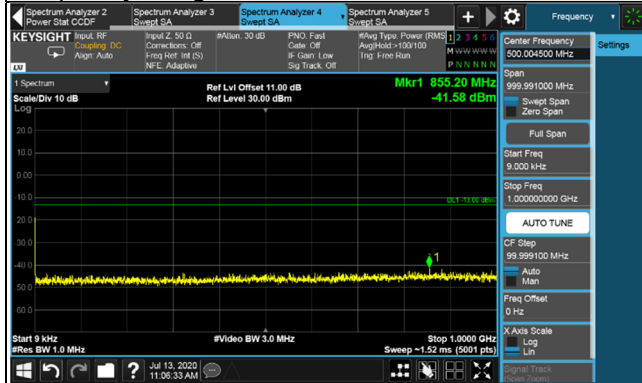 Spectrum Analyzer 2
Power Stat CCDF
Spectrum Analyzer 3
Swept SA
Spectrum Analyzer 4
Swept SA
Spectrum Analyzer 5
Swept SA
Frequency
KEYSIGHT
Input: RF
Coupling: DC
Align: Auto
Input Z: 50 Ω
Corrections: Off
Freq Ref: Int (S)
NFE: Adaptive
#Atten: 30 dB
PNO: Fast
Gate: Off
IF Gain: Low
Sig Track: Off
#Avg Type: Power (RMS)
Avg|Hold:>100/100
Trig: Free Run
1 2 3 4 5 6
M W W W W W
P N N N N N
LXI
1 Spectrum
Scale/Div 10 dB
Log
Ref Lvl Offset 11.00 dB
Ref Level 30.00 dBm
Mkr1 855.20 MHz
-41.58 dBm
20.0
10.0
0.00
-10.0
DL1 -13.00 dBm
-20.0
-30.0
1
-40.0
-50.0
-60.0
Start 9 kHz
#Res BW 1.0 MHz
#Video BW 3.0 MHz
Stop 1.0000 GHz
Sweep ~1.52 ms (5001 pts)
Center Frequency
500.004500 MHz
Settings
Span
999.991000 MHz
Swept Span
Zero Span
Full Span
Start Freq
9.000 kHz
Stop Freq
1.000000000 GHz
AUTO TUNE
CF Step
99.999100 MHz
Auto
Man
Freq Offset
0 Hz
X Axis Scale
Log
Lin
Signal Track
(Span Zoom)
?
Jul 13, 2020
11:06:33 AM